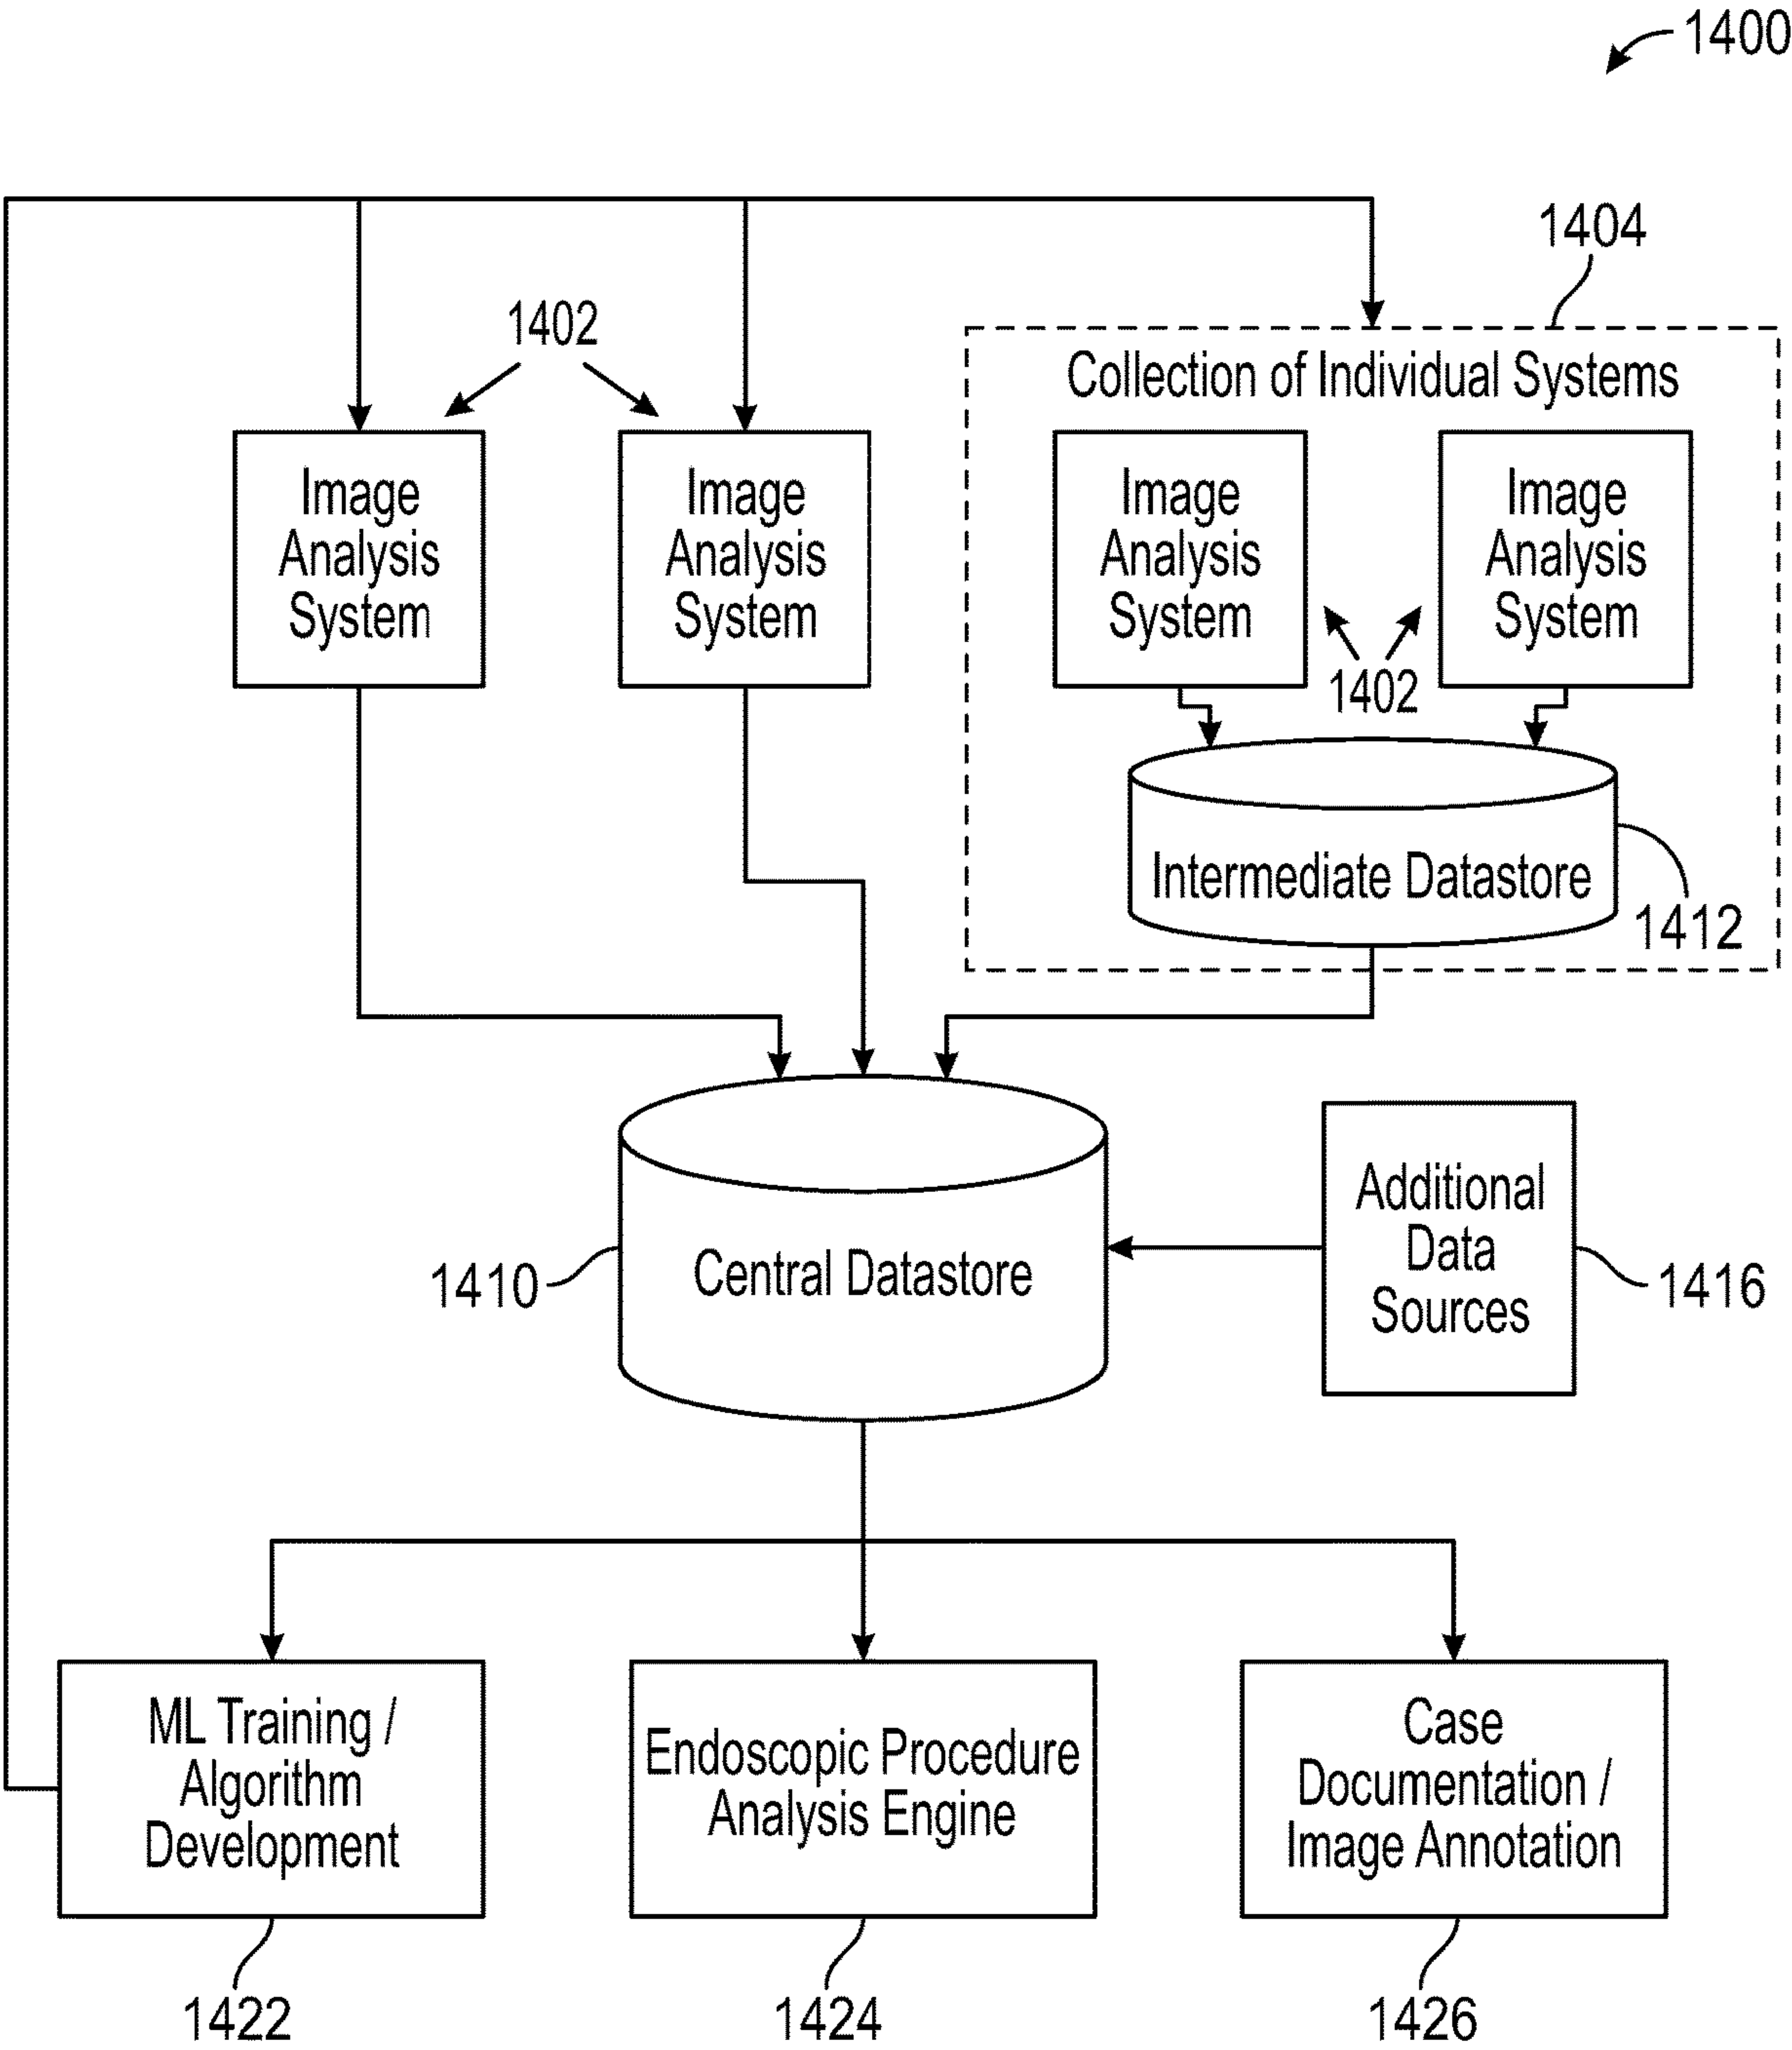 1400
1404
1402
Collection of Individual Systems
Image
Analysis
System
Image
Analysis
System
Image
Analysis
System
Image
Analysis
System
1402
Intermediate Datastore
1412
Central Datastore
1410
Additional
Data
Sources
1416
ML Training /
Algorithm
Development
Endoscopic Procedure
Analysis Engine
Case
Documentation /
Image Annotation
1422
1424
1426